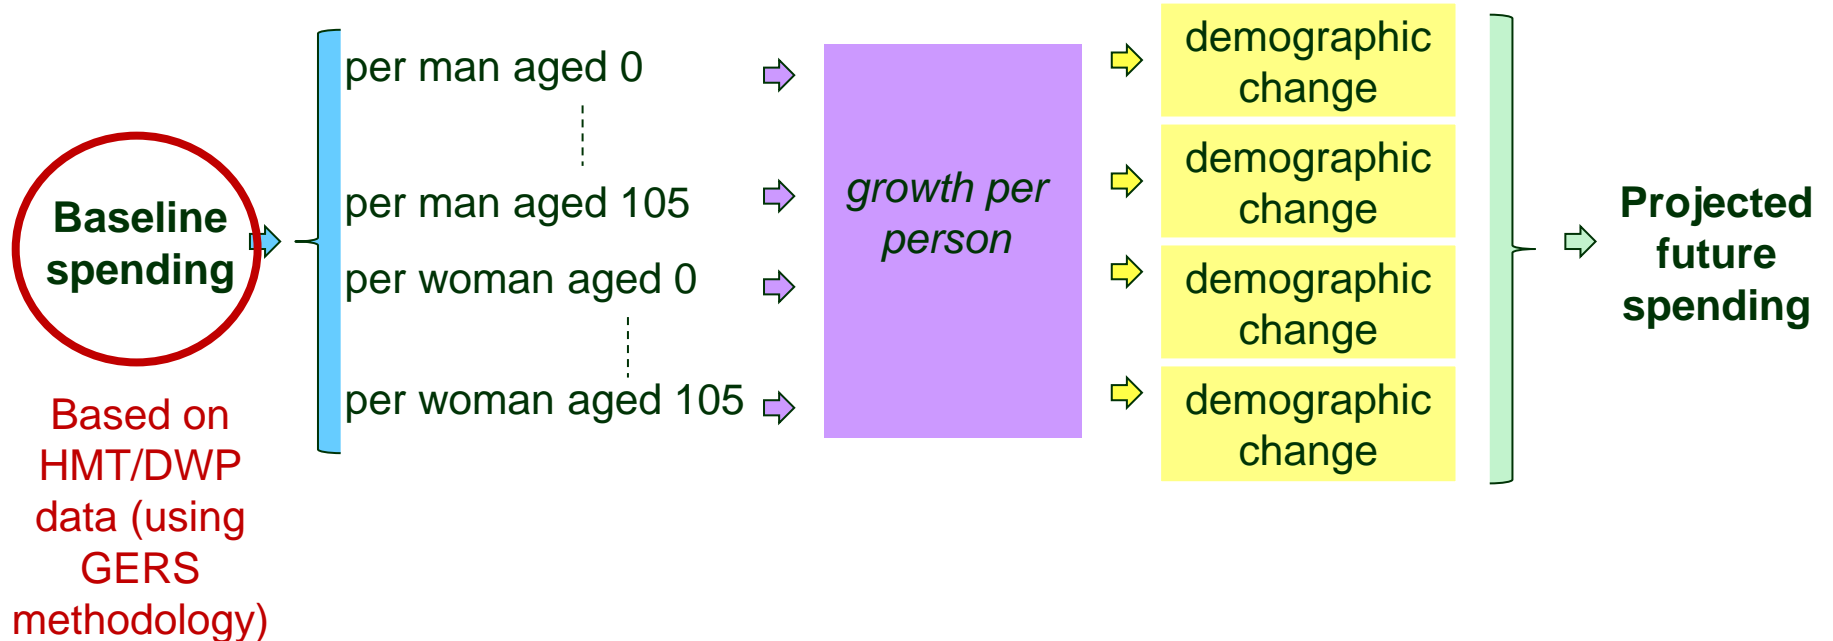 Baseline
spending
Based on
HMT/DWP
data (using
GERS
methodology)
per man aged 0
per man aged 105
per woman aged 0
per woman aged 105
growth per
person
demographic
change
demographic
change
demographic
change
demographic
change
Projected
future
spending